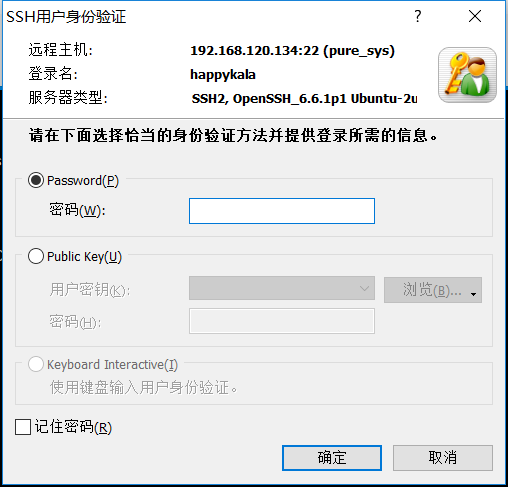 SSH用户身份验证
远程主机: 192.168.120.134:22 (pure_sys)
登录名: happykala
服务器类型: SSH2, OpenSSH_6.6.1p1 Ubuntu-2u
请在下面选择恰当的身份验证方法并提供登录所需的信息。
Password(P)
密码(W):
Public Key(U)
用户密钥(K): 浏览(B)...
密码(H):
Keyboard Interactive(I)
使用键盘输入用户身份验证。
记住密码(R)
确定 取消